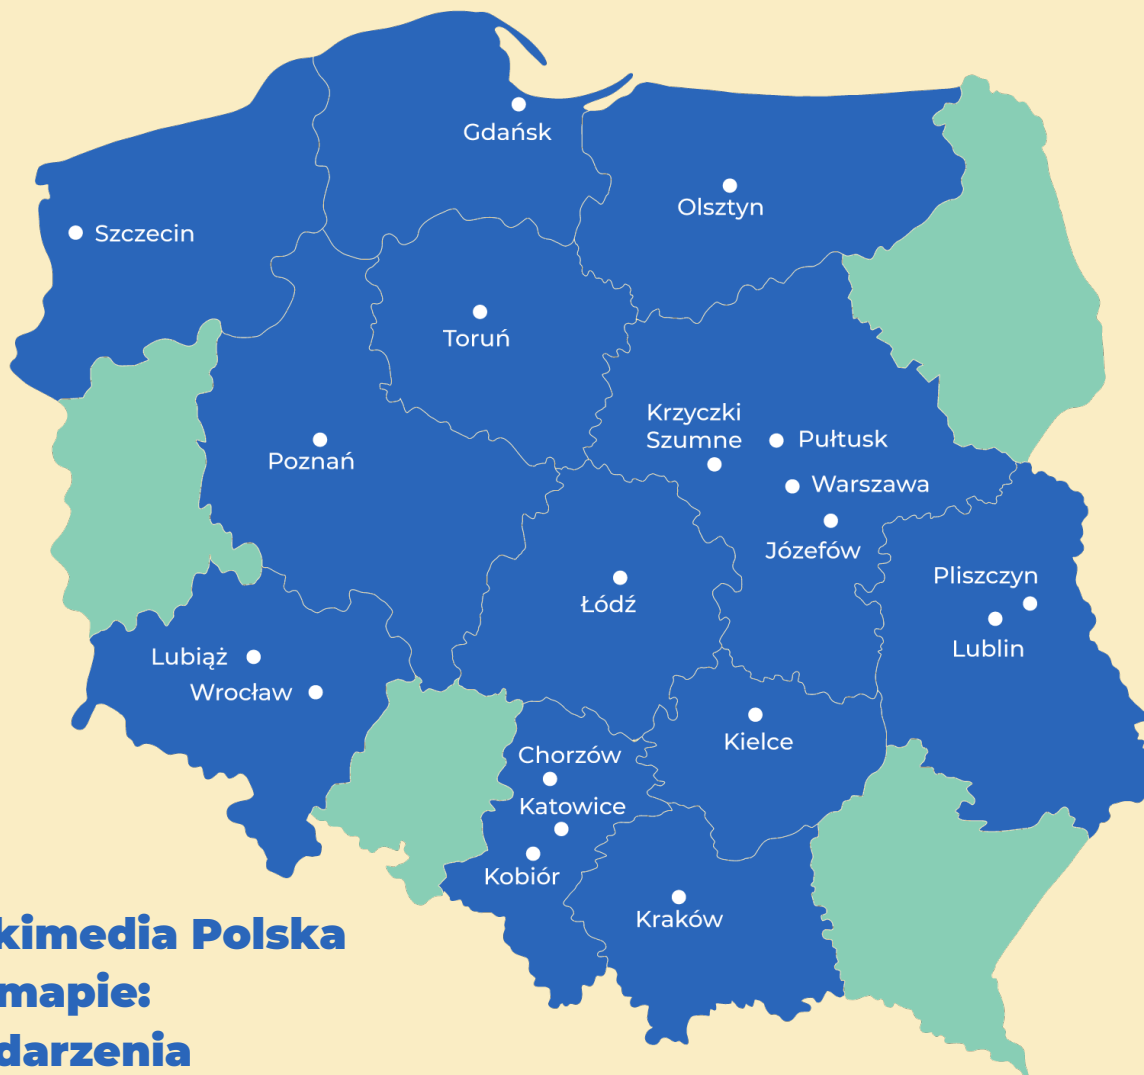 Gdańsk
Olsztyn
Szczecin
Toruń
Krzyczki
Szumne
Pułtusk
Poznań
Warszawa
Józefów
Pliszczyn
Łódź
Lublin
Lubiąż
Wrocław
Kielce
Chorzów
Katowice
Kobiór
Kraków
kimedia Polska
mapie:
darzenia